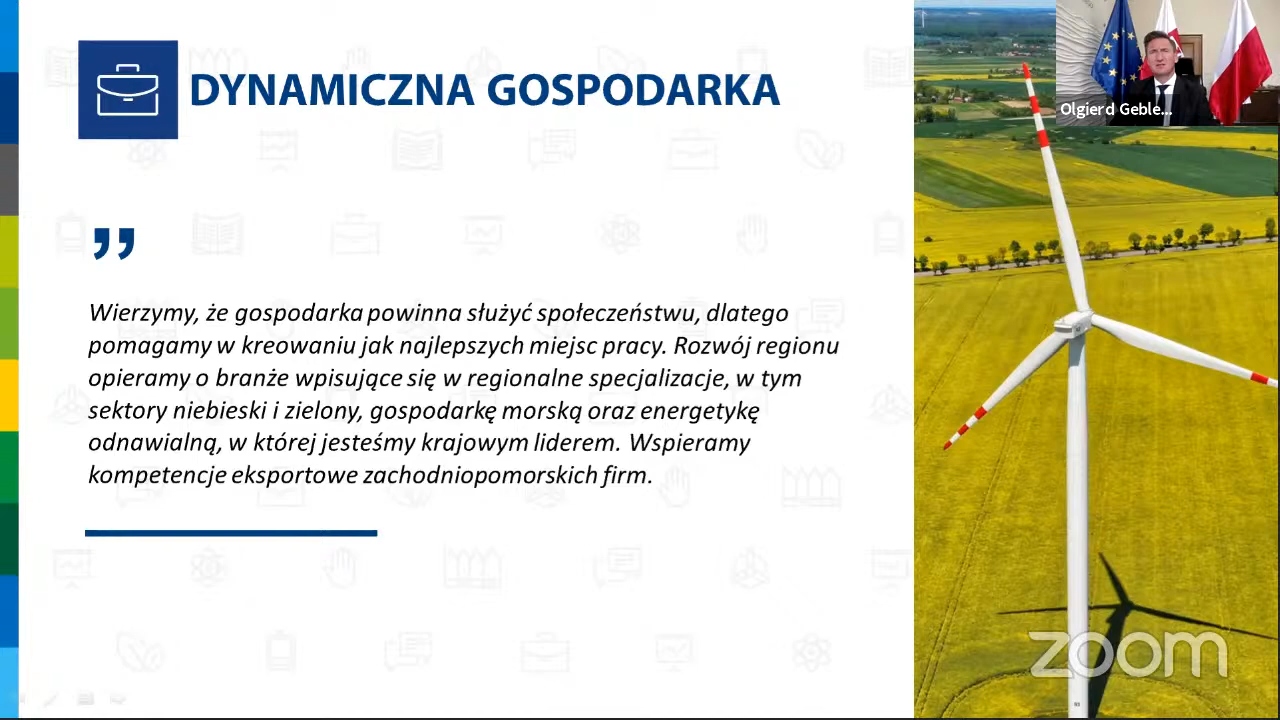 DYNAMICZNA GOSPODARKA
Olgierd Geble...
”
Wierzymy, że gospodarka powinna służyć społeczeństwu, dlatego
pomagamy w kreowaniu jak najlepszych miejsc pracy. Rozwój regionu
opieramy o branże wpisujące się w regionalne specjalizacje, w tym
sektory niebieski i zielony, gospodarkę morską oraz energetykę
odnawialną, w której jesteśmy krajowym liderem. Wspieramy
kompetencje eksportowe zachodniopomorskich firm.
zoom